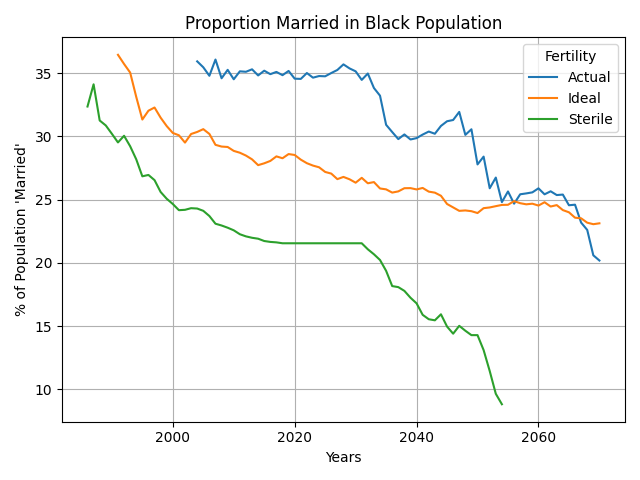 Proportion Married in Black Population
Fertility
Actual
Ideal
Sterile
% of Population 'Married'
35
30
25
20
15
10
2000
2020
2040
2060
Years